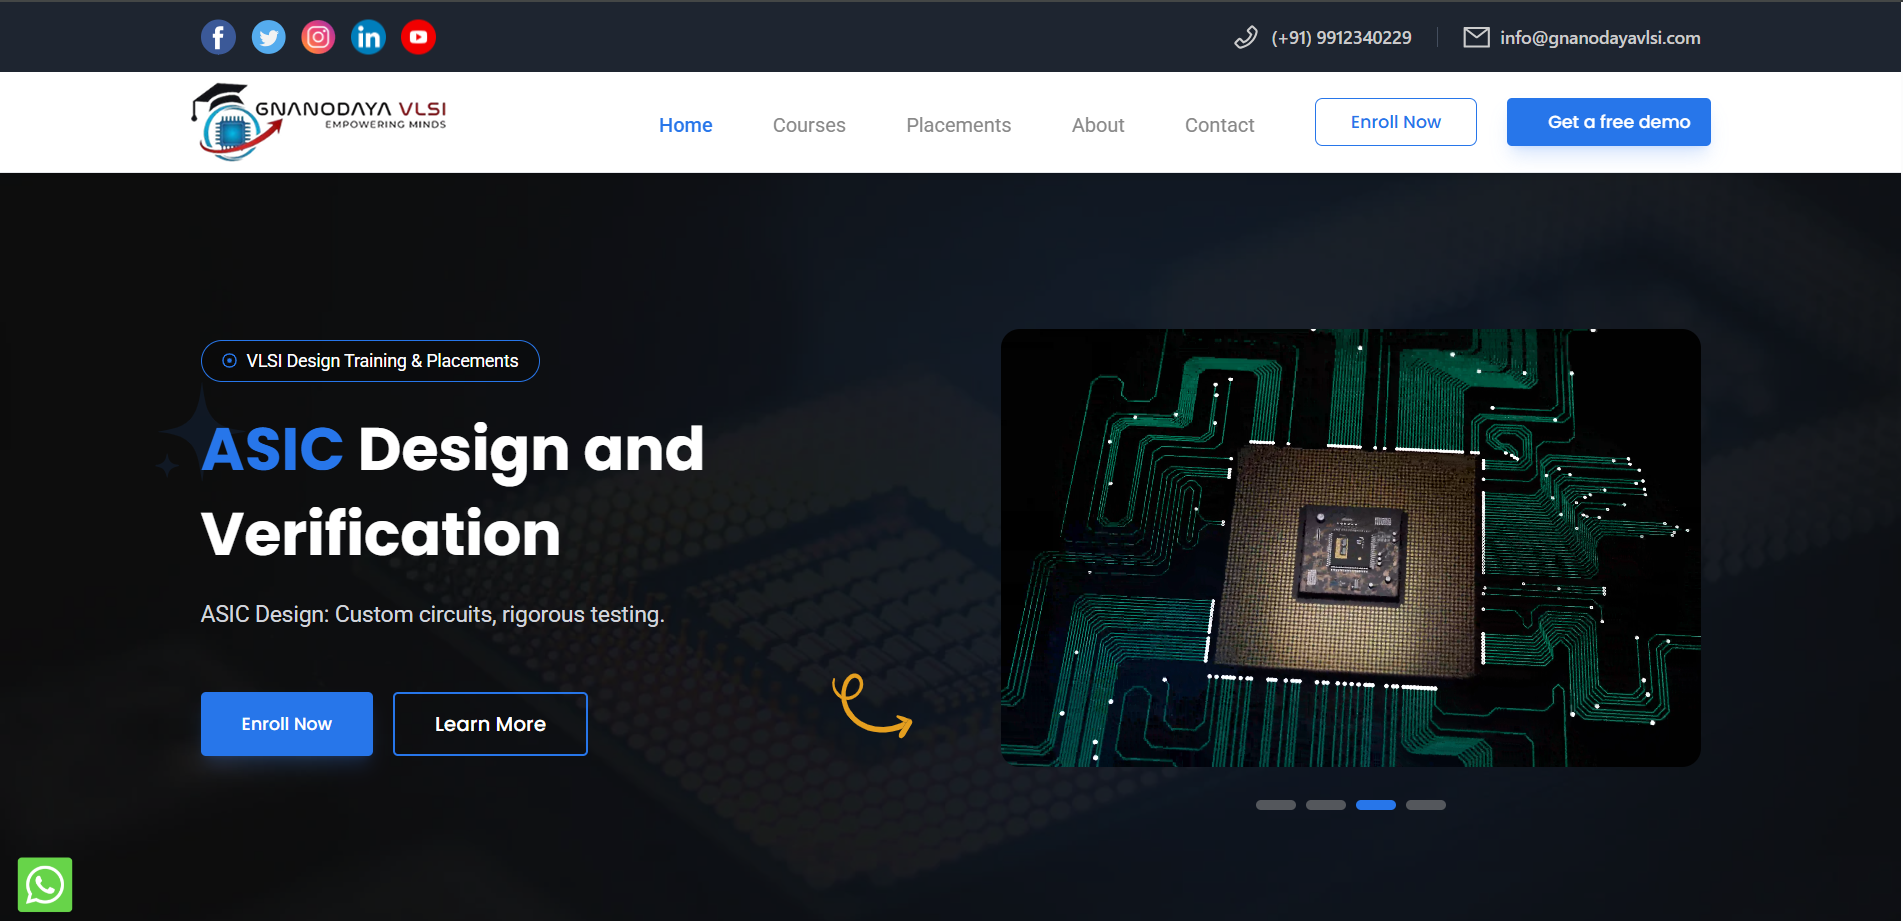 (+91) 9912340229
info@gnanodayavlsi.com
GNANODAYA VLSI
EMPOWERING MINDS
Home
Courses
Placements
About
Contact
Enroll Now
Get a free demo
VLSI Design Training & Placements
ASIC Design and
Verification
ASIC Design: Custom circuits, rigorous testing.
Enroll Now
Learn More